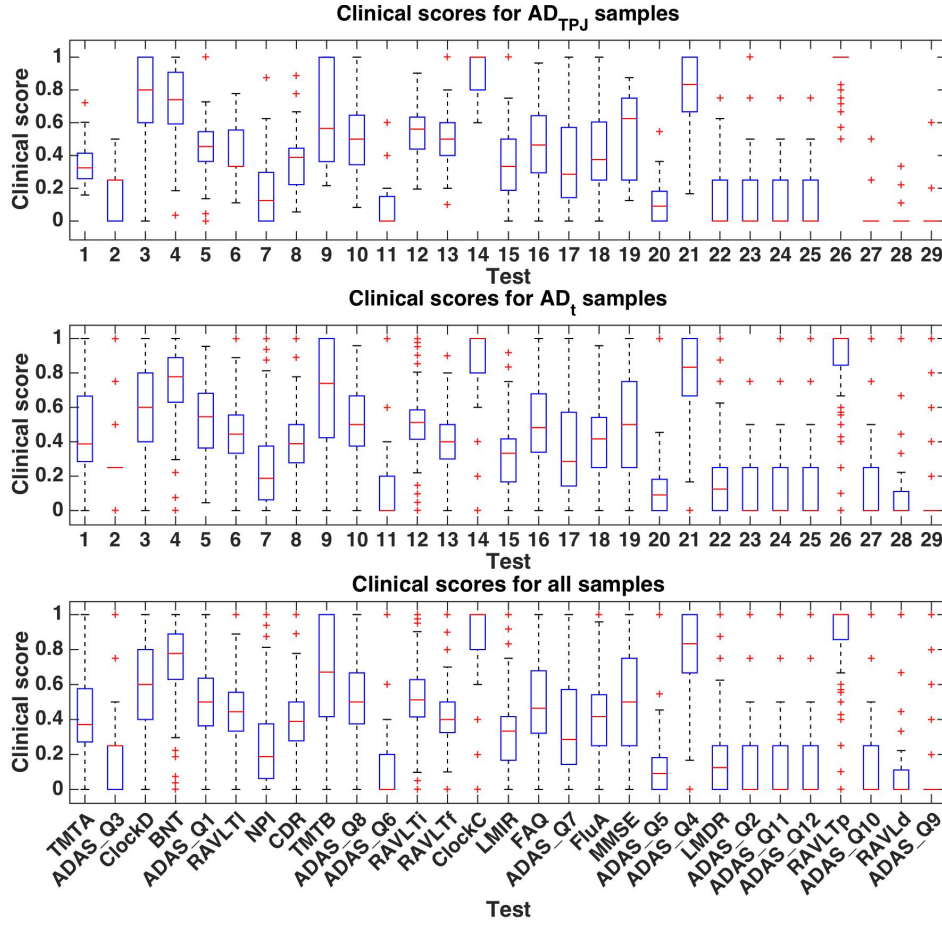 Clinical scores for AD_TPJ samples
Clinical score
1
0.8
0.6
0.4
0.2
0
1 2 3 4 5 6 7 8 9 10 11 12 13 14 15 16 17 18 19 20 21 22 23 24 25 26 27 28 29
Test
Clinical scores for AD_t samples
Clinical score
1
0.8
0.6
0.4
0.2
0
1 2 3 4 5 6 7 8 9 10 11 12 13 14 15 16 17 18 19 20 21 22 23 24 25 26 27 28 29
Test
Clinical scores for all samples
Clinical score
1
0.8
0.6
0.4
0.2
0
TMTA
ADAS_Q3
ClockD
BNT
ADAS_Q1
RAVLTl
NPI
CDR
TMTB
ADAS_Q8
ADAS_Q6
RAVLTi
RAVLTf
ClockC
LMIR
FAQ
ADAS_Q7
FluA
MMSE
ADAS_Q5
ADAS_Q4
LMDR
ADAS_Q2
ADAS_Q11
ADAS_Q12
RAVLTp
ADAS_Q10
RAVLd
ADAS_Q9
Test